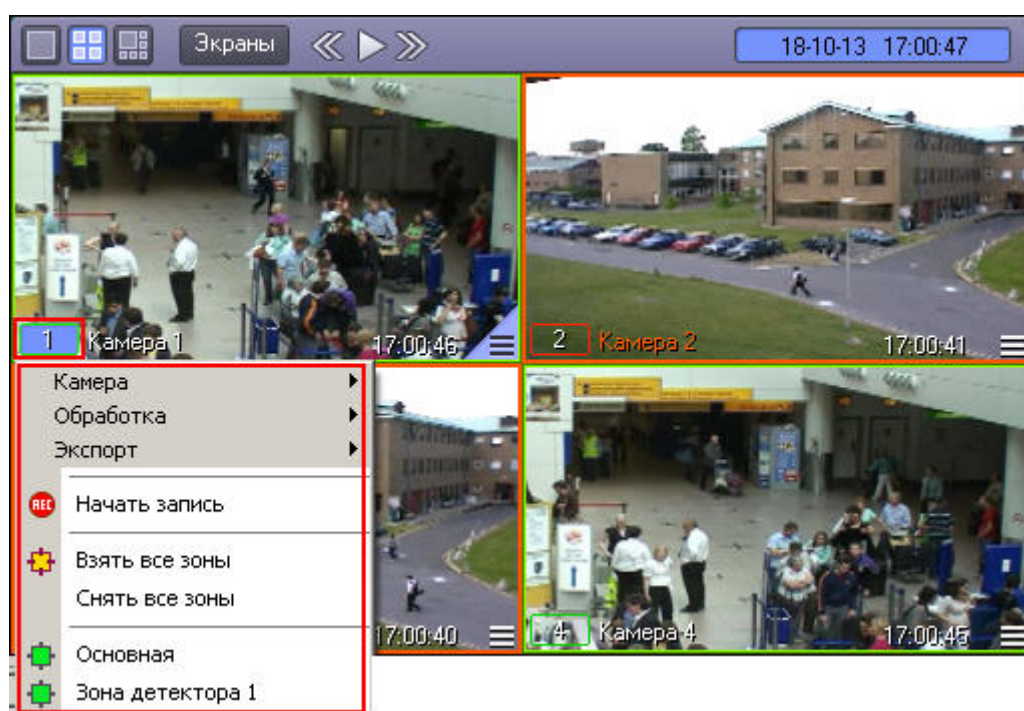 Экраны
18-10-13 17:00:47
1 Камера 1 17:00:46
2 Камера 2 17:00:41
Камера
Обработка
Экспорт
REC Начать запись
Взять все зоны
Снять все зоны
17:00:40
4 Камера 4 17:00:45
Основная
Зона детектора 1